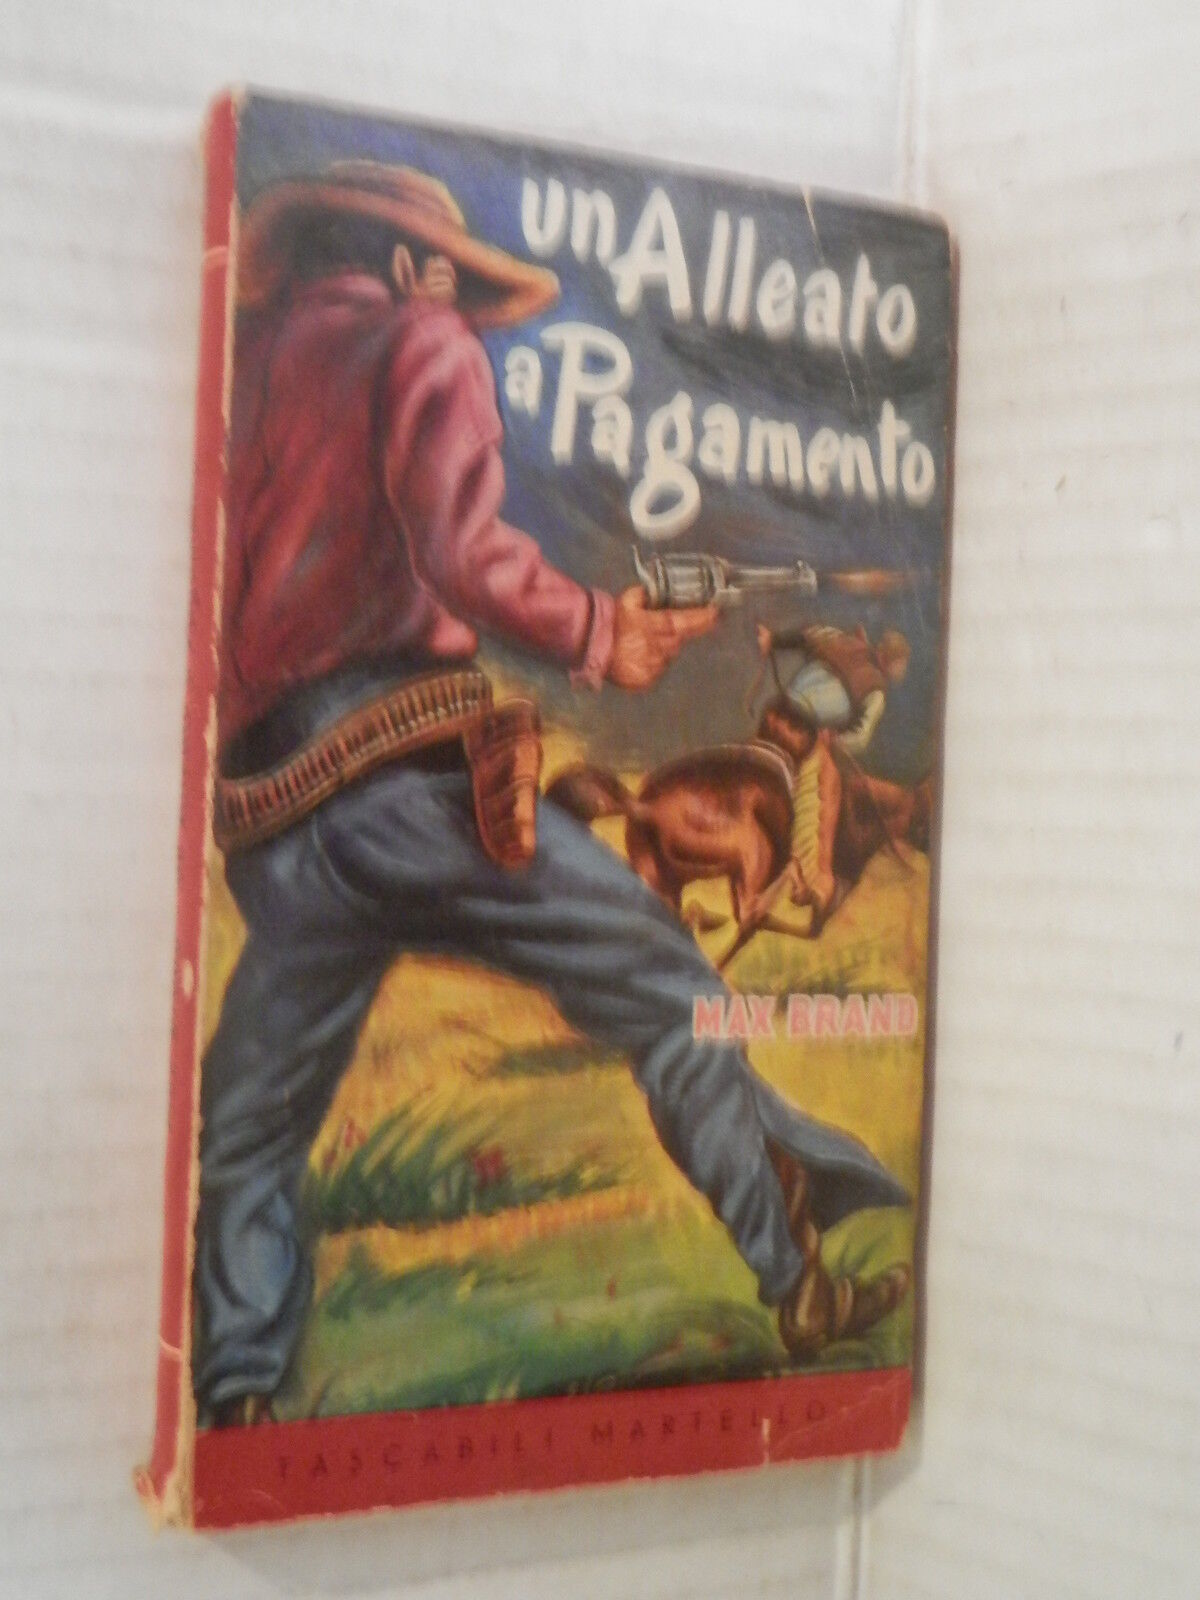 un Alleato
a Pagamento
MAX BRAND
TASCABILI MARTELLO